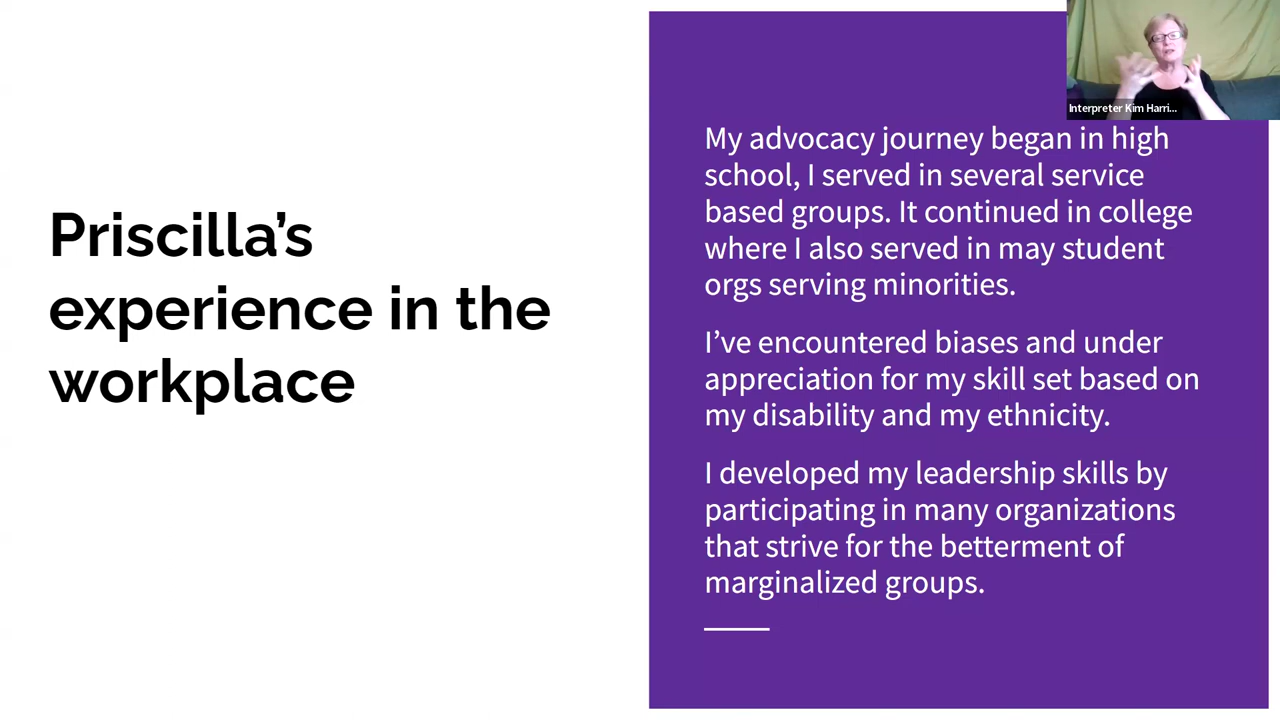 Priscilla's
experience in the
workplace
Interpreter Kim Harri...
My advocacy journey began in high
school, I served in several service
based groups. It continued in college
where I also served in may student
orgs serving minorities.
I've encountered biases and under
appreciation for my skill set based on
my disability and my ethnicity.
I developed my leadership skills by
participating in many organizations
that strive for the betterment of
marginalized groups.